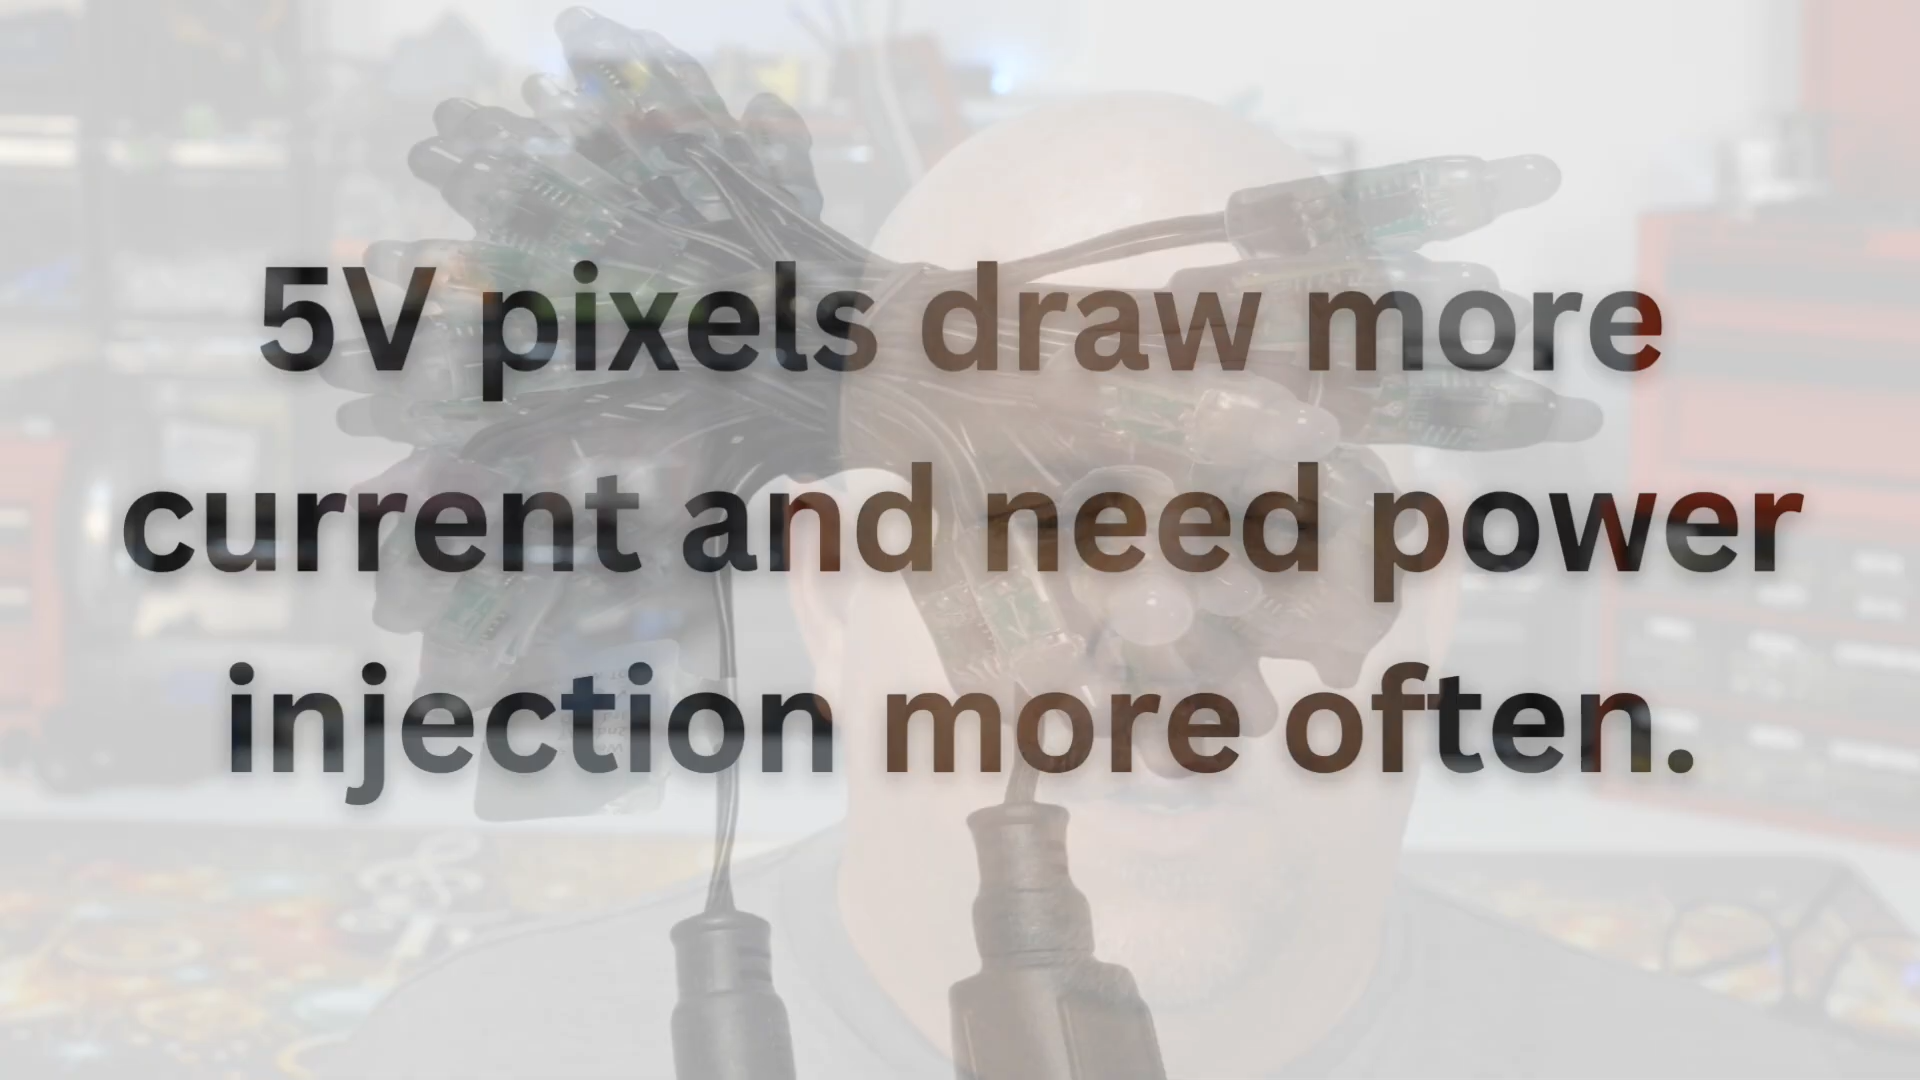 5V pixels draw more
current and need power
injection more often.